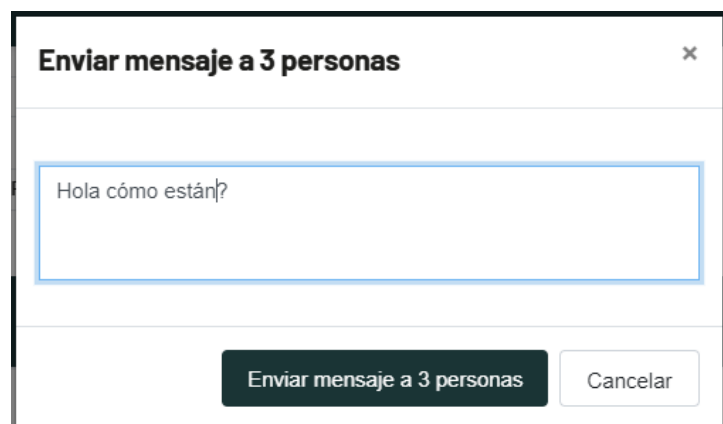 Enviar mensaje a 3 personas ×
Hola cómo están?
Enviar mensaje a 3 personas Cancelar